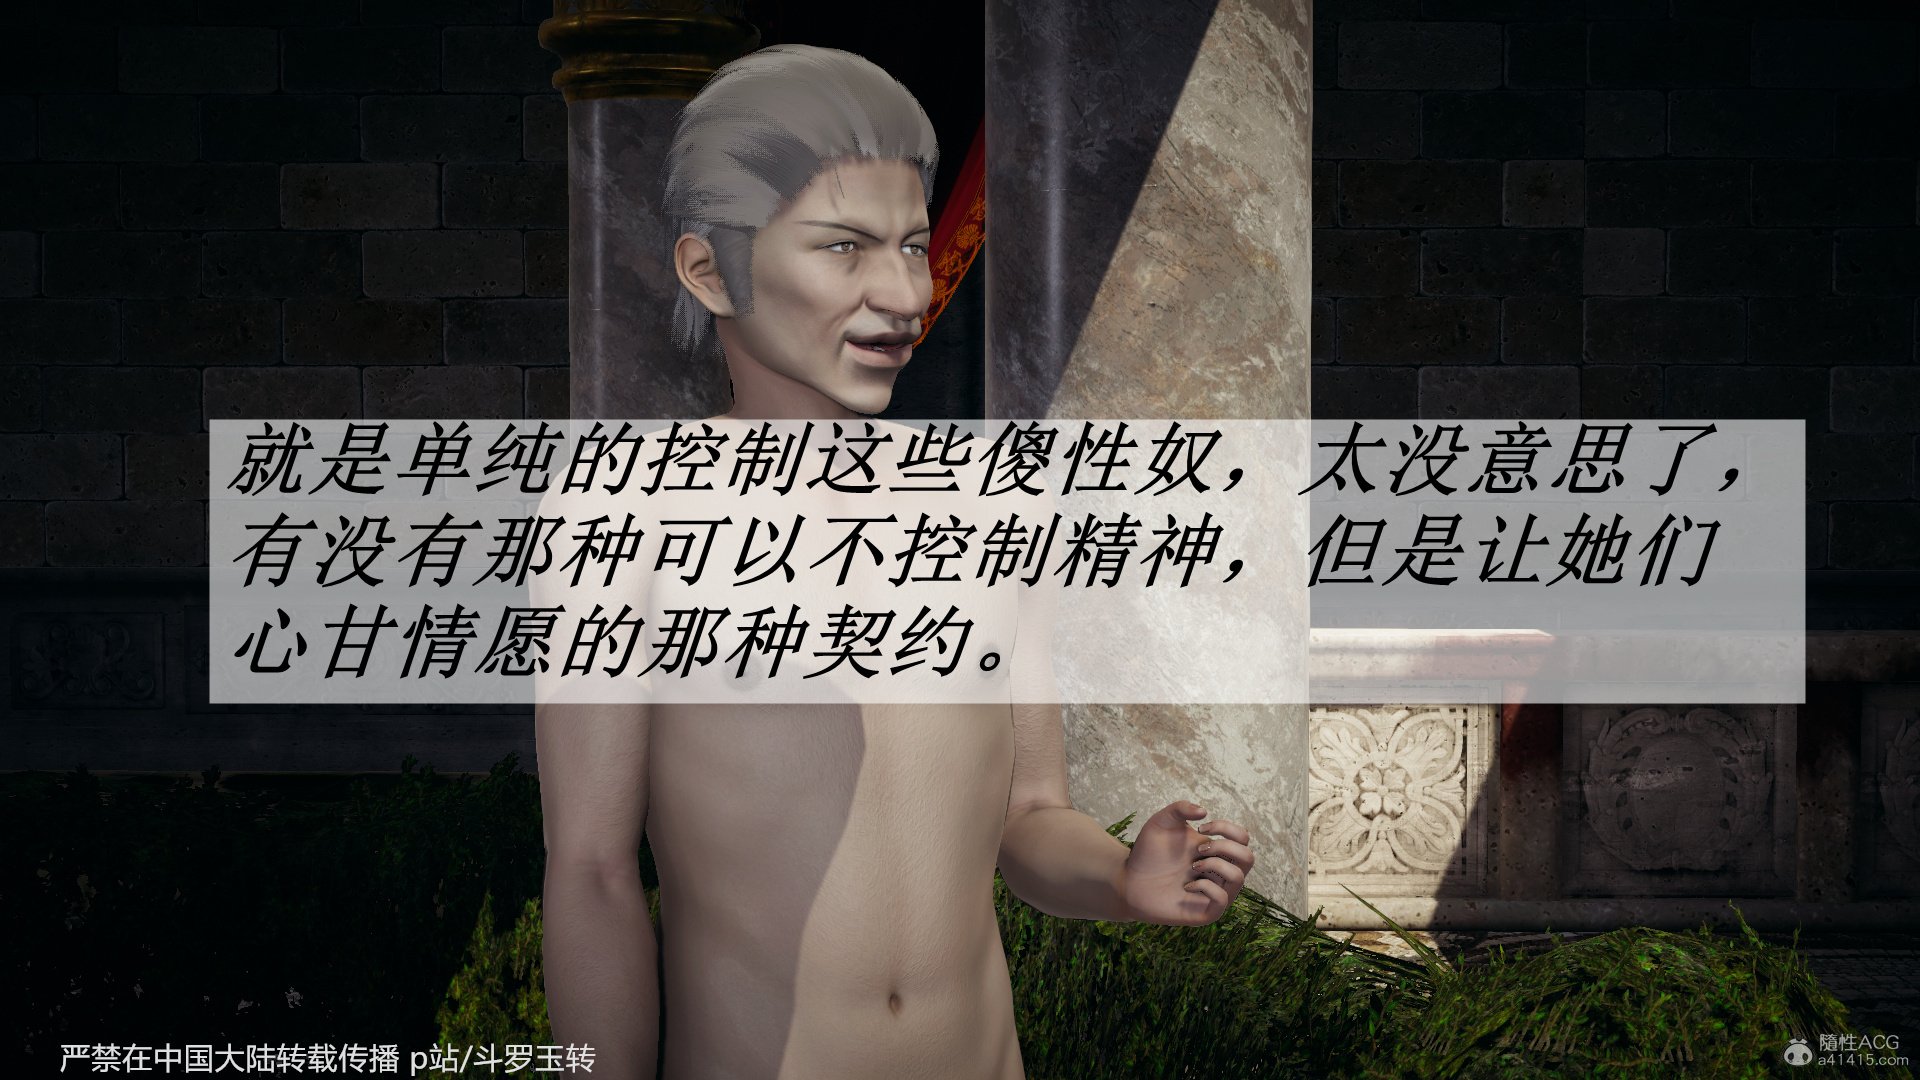 就是单纯的控制这些傻性奴，太没意思了，
有没有那种可以不控制精神，但是让她们
心甘情愿的那种契约。
严禁在中国大陆转载传播 p站/斗罗玉转
隨性ACG
a41415.com